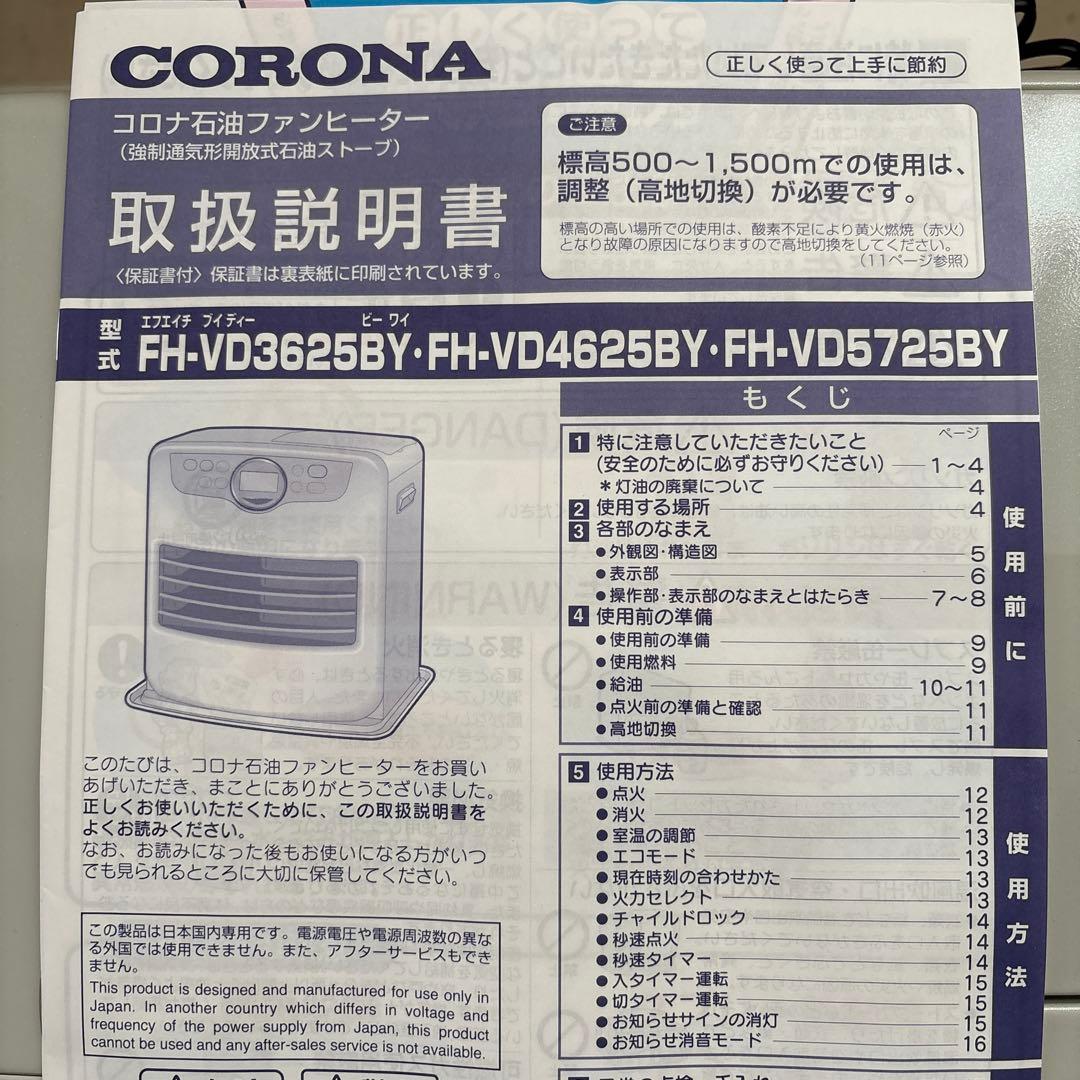 CORONA
正しく使って上手に節約
コロナ石油ファンヒーター
(強制通気形開放式石油ストーブ)
取扱説明書
〈保証書付〉保証書は裏表紙に印刷されています。
ご注意
標高500〜1,500mでの使用は、
調整（高地切換）が必要です。
標高の高い場所での使用は、酸素不足により黄火燃焼（赤火）
となり故障の原因になりますので高地切換をしてください。
(11ページ参照)
型式
エフエイチ ブイディー ビー ワイ
FH-VD3625BY・FH-VD4625BY・FH-VD5725BY
もくじ
ページ
1 特に注意していただきたいこと
(安全のために必ずお守りください) 1〜4
＊灯油の廃棄について 4
2 使用する場所 4
3 各部のなまえ
●外観図・構造図 5
●表示部 6
●操作部・表示部のなまえとはたらき 7〜8
4 使用前の準備
●使用前の準備 9
●使用燃料 9
●給油 10〜11
●点火前の準備と確認 11
●高地切換 11
使用前に
5 使用方法
●点火 12
●消火 12
●室温の調節 13
●エコモード 13
●現在時刻の合わせかた 13
●火力セレクト 13
●チャイルドロック 14
●秒速点火 14
●秒速タイマー 14
●入タイマー運転 15
●切タイマー運転 15
●お知らせサインの消灯 15
●お知らせ消音モード 16
使用方法
このたびは、コロナ石油ファンヒーターをお買い
あげいただき、まことにありがとうございました。
正しくお使いいただくために、この取扱説明書を
よくお読みください。
なお、お読みになった後もお使いになる方がいつ
でも見られるところに大切に保管してください。
この製品は日本国内専用です。電源電圧や電源周波数の異な
る外国では使用できません。また、アフターサービスもでき
ません。
This product is designed and manufactured for use only in
Japan. In another country which differs in voltage and
frequency of the power supply from Japan, this product
cannot be used and any after-sales service is not available.